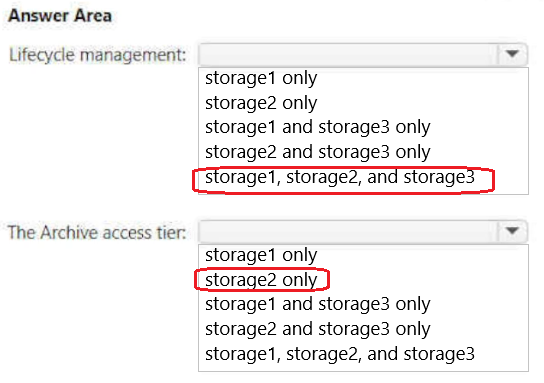 Answer Area
Lifecycle management:
storage1 only
storage2 only
storage1 and storage3 only
storage2 and storage3 only
storage1, storage2, and storage3
The Archive access tier:
storage1 only
storage2 only
storage1 and storage3 only
storage2 and storage3 only
storage1, storage2, and storage3